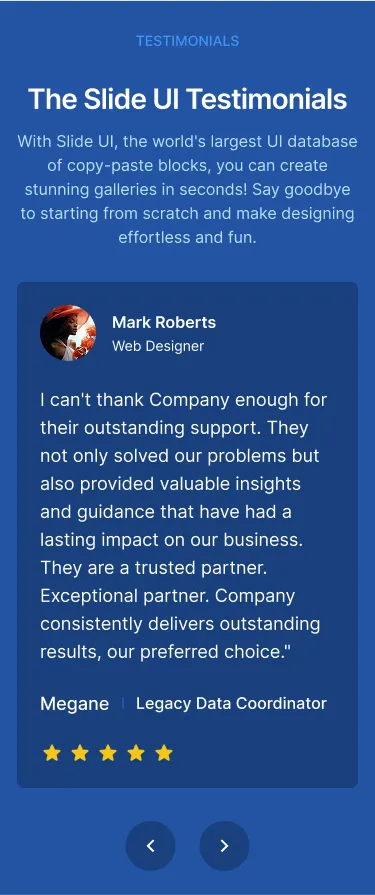 TESTIMONIALS
The Slide UI Testimonials
With Slide UI, the world's largest UI database
of copy-paste blocks, you can create
stunning galleries in seconds! Say goodbye
to starting from scratch and make designing
effortless and fun.
Mark Roberts
Web Designer
I can't thank Company enough for
their outstanding support. They
not only solved our problems but
also provided valuable insights
and guidance that have had a
lasting impact on our business.
They are a trusted partner.
Exceptional partner. Company
consistently delivers outstanding
results, our preferred choice."
Megane | Legacy Data Coordinator